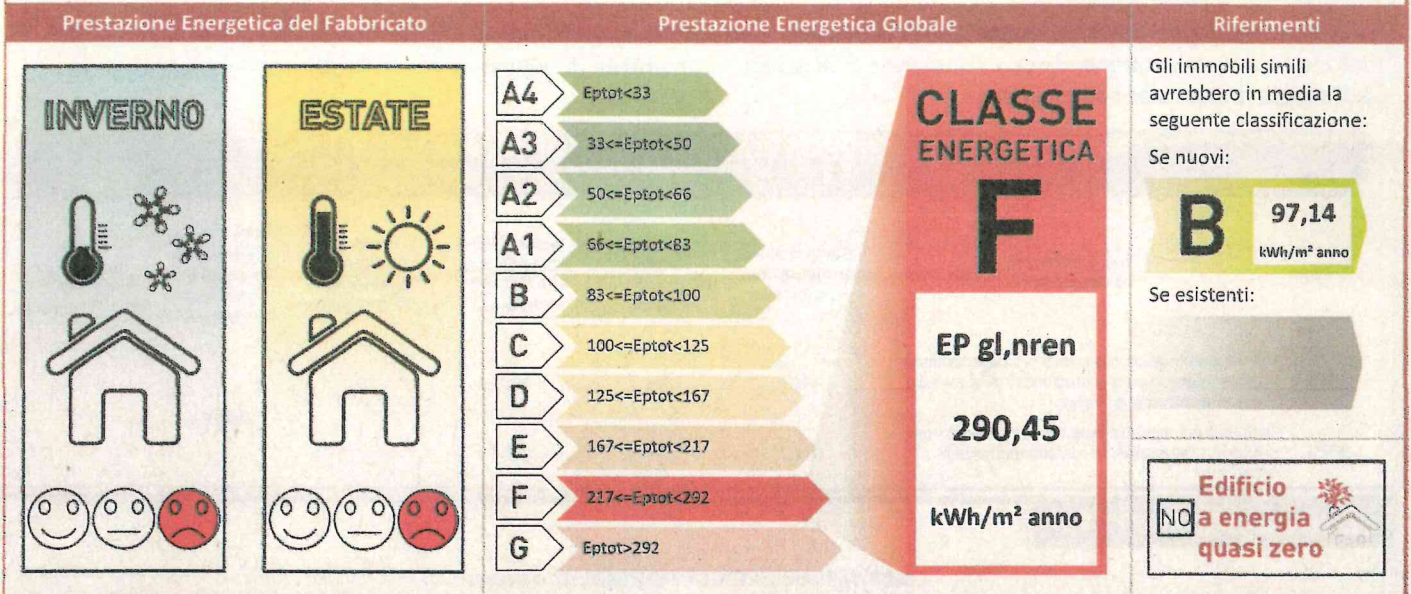 Prestazione Energetica del Fabbricato
Prestazione Energetica Globale
Riferimenti
INVERNO
ESTATE
A4 Eptot<33
A3 33<=Eptot<50
A2 50<=Eptot<66
A1 66<=Eptot<83
B 83<=Eptot<100
C 100<=Eptot<125
D 125<=Eptot<167
E 167<=Eptot<217
F 217<=Eptot<292
G Eptot>292
CLASSE
ENERGETICA
F
EP gl,nren
290,45
kWh/m² anno
Gli immobili simili
avrebbero in media la
seguente classificazione:
Se nuovi:
B 97,14
kWh/m² anno
Se esistenti:
NO
Edificio
a energia
quasi zero